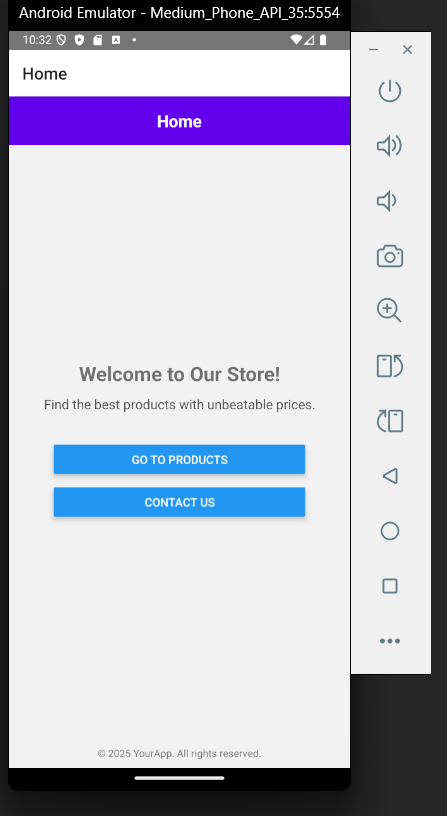 Android Emulator - Medium_Phone_API_35:5554
10:32
Home
Home
Welcome to Our Store!
Find the best products with unbeatable prices.
GO TO PRODUCTS
CONTACT US
© 2025 YourApp. All rights reserved.